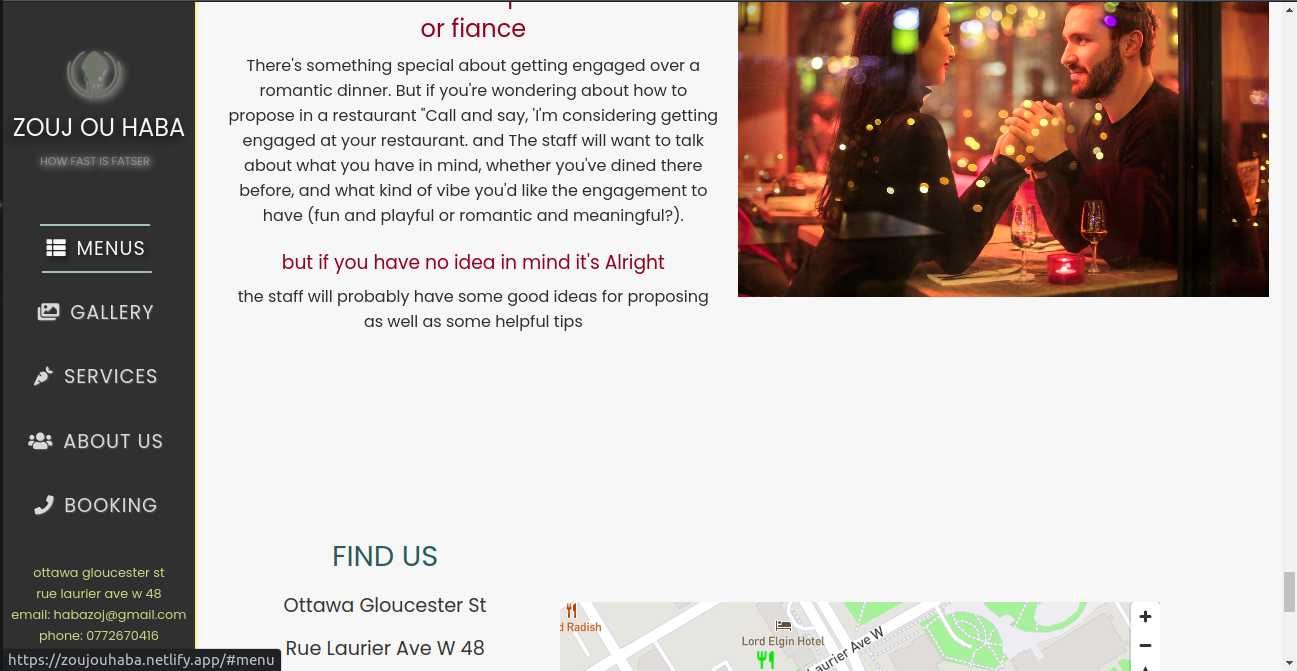 ZOUJ OU HABA
HOW FAST IS FATSER
MENUS
GALLERY
SERVICES
ABOUT US
BOOKING
ottawa gloucester st
rue laurier ave w 48
email: habazoj@gmail.com
phone: 0772670416
https://zoujouhaba.netlify.app/#menu
or fiance
There's something special about getting engaged over a
romantic dinner. But if you're wondering about how to
propose in a restaurant "Call and say, 'I'm considering getting
engaged at your restaurant. and The staff will want to talk
about what you have in mind, whether you've dined there
before, and what kind of vibe you'd like the engagement to
have (fun and playful or romantic and meaningful?).
but if you have no idea in mind it's Alright
the staff will probably have some good ideas for proposing
as well as some helpful tips
FIND US
Ottawa Gloucester St
Rue Laurier Ave W 48
d Radish
Lord Elgin Hotel
Laurier Ave W
+
−